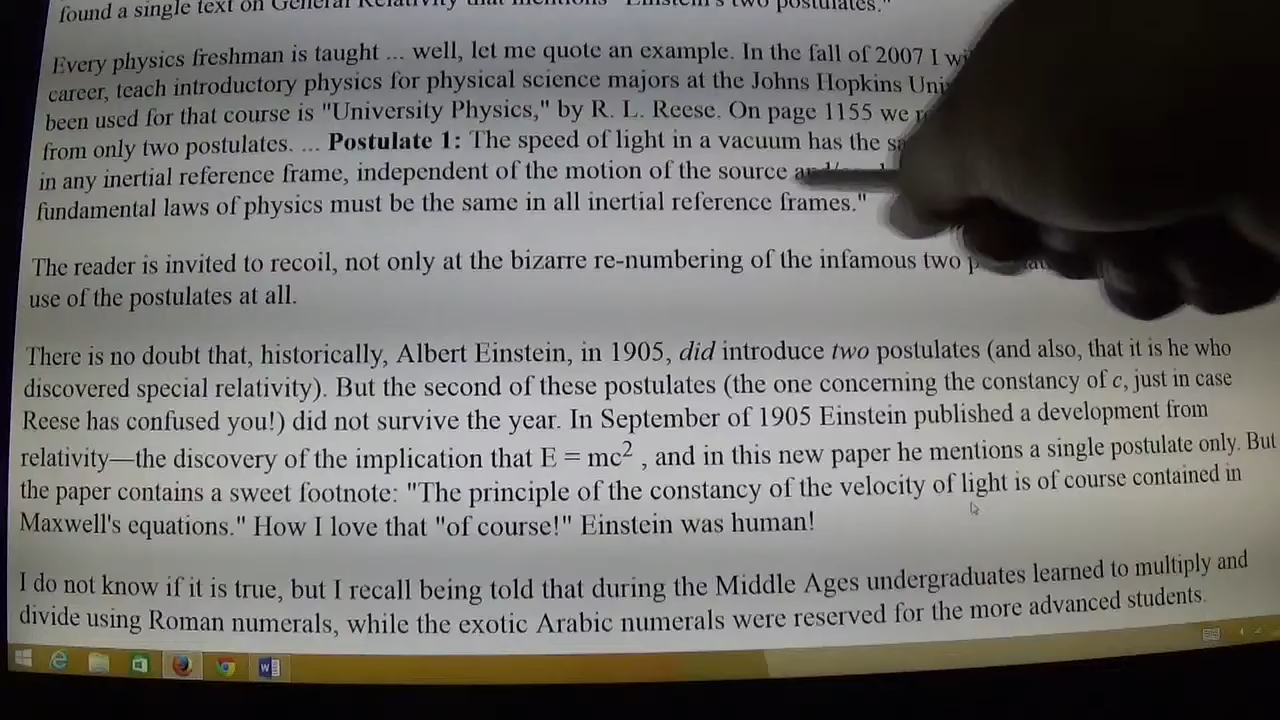 found a single text on General Relativity that mentions "Einstein's two postulates."
Every physics freshman is taught ... well, let me quote an example. In the fall of 2007 I
career, teach introductory physics for physical science majors at the Johns Hopkins
been used for that course is "University Physics," by R. L. Reese. On page 1155 we
from only two postulates. ... Postulate 1: The speed of light in a vacuum has the
in any inertial reference frame, independent of the motion of the source
fundamental laws of physics must be the same in all inertial reference frames."
The reader is invited to recoil, not only at the bizarre re-numbering of the infamous two
use of the postulates at all.
There is no doubt that, historically, Albert Einstein, in 1905, did introduce two postulates (and also, that it is he who
discovered special relativity). But the second of these postulates (the one concerning the constancy of c, just in case
Reese has confused you!) did not survive the year. In September of 1905 Einstein published a development from
relativity—the discovery of the implication that E = mc² , and in this new paper he mentions a single postulate only. But
the paper contains a sweet footnote: "The principle of the constancy of the velocity of light is of course contained in
Maxwell's equations." How I love that "of course!" Einstein was human!
I do not know if it is true, but I recall being told that during the Middle Ages undergraduates learned to multiply and
divide using Roman numerals, while the exotic Arabic numerals were reserved for the more advanced students.